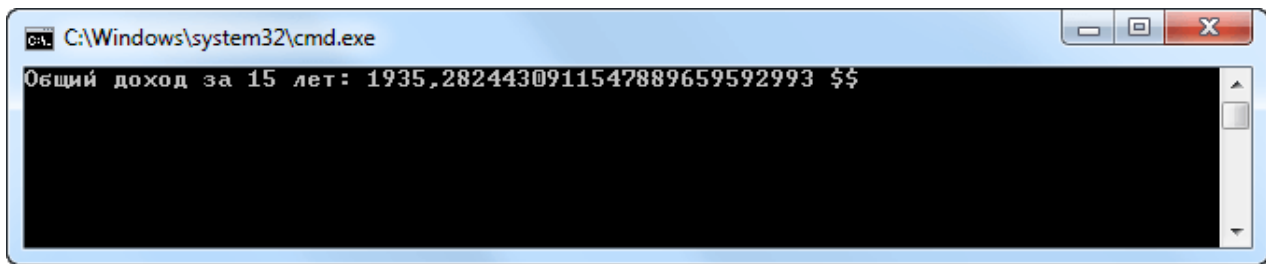 C:\Windows\system32\cmd.exe
Общий доход за 15 лет: 1935,2824430911547889659592993 $$